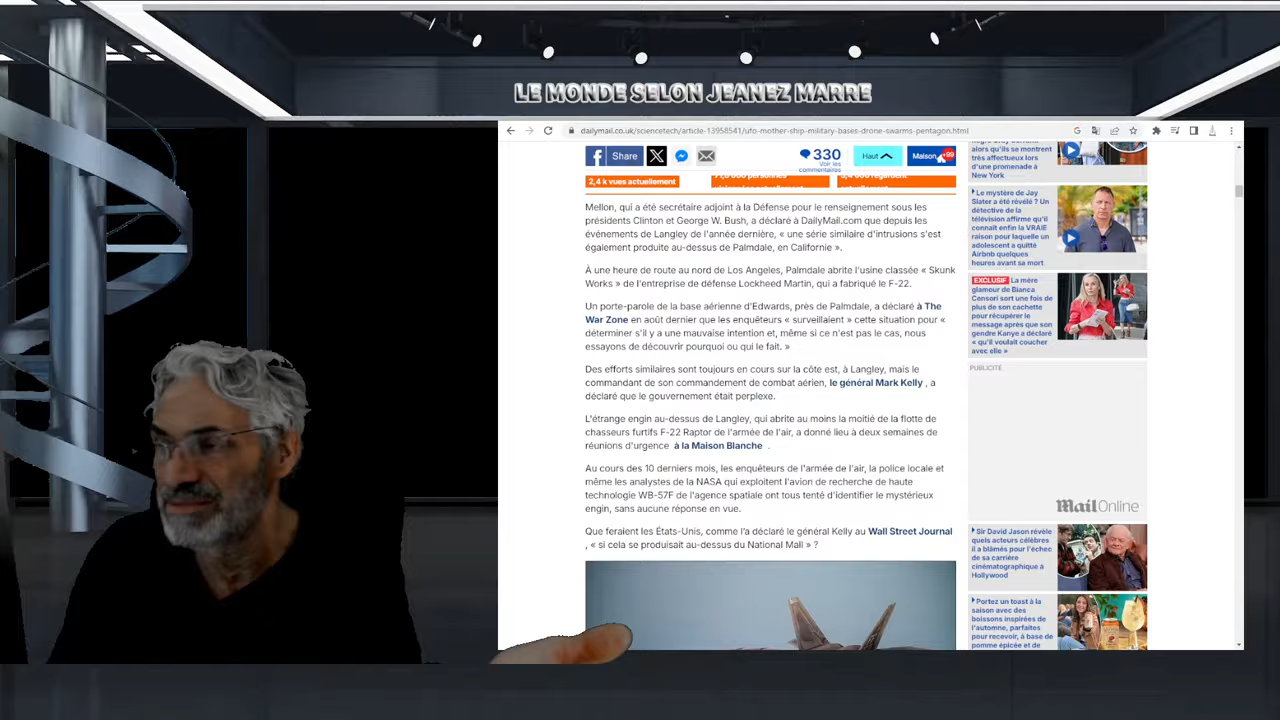 LE MONDE SELON JEANEZ MARRE
dailymail.co.uk/sciencetech/article-13958541/ufo-mother-ship-military-bases-drone-swarms-pentagon.html
Share
330
Voir les
commentaires
Haut
Maison
+99
2,4 k vues actuellement
Mellon, qui a été secrétaire adjoint à la Défense pour le renseignement sous les
présidents Clinton et George W. Bush, a déclaré à DailyMail.com que depuis les
événements de Langley de l'année dernière, « une série similaire d'intrusions s'est
également produite au-dessus de Palmdale, en Californie ».
À une heure de route au nord de Los Angeles, Palmdale abrite l'usine classée « Skunk
Works » de l'entreprise de défense Lockheed Martin, qui a fabriqué le F-22.
Un porte-parole de la base aérienne d'Edwards, près de Palmdale, a déclaré à The
War Zone en août dernier que les enquêteurs « surveillaient » cette situation pour «
déterminer s'il y a une mauvaise intention et, même si ce n'est pas le cas, nous
essayons de découvrir pourquoi ou qui le fait. »
Des efforts similaires sont toujours en cours sur la côte est, à Langley, mais le
commandant de son commandement de combat aérien, le général Mark Kelly , a
déclaré que le gouvernement était perplexe.
L'étrange engin au-dessus de Langley, qui abrite au moins la moitié de la flotte de
chasseurs furtifs F-22 Raptor de l'armée de l'air, a donné lieu à deux semaines de
réunions d'urgence à la Maison Blanche .
Au cours des 10 derniers mois, les enquêteurs de l'armée de l'air, la police locale et
même les analystes de la NASA qui exploitent l'avion de recherche de haute
technologie WB-57F de l'agence spatiale ont tous tenté d'identifier le mystérieux
engin, sans aucune réponse en vue.
Que feraient les États-Unis, comme l'a déclaré le général Kelly au Wall Street Journal
, « si cela se produisait au-dessus du National Mall » ?
alors qu'ils se montrent
très affectueux lors
d'une promenade à
New York
Le mystère de Jay
Slater a été révélé ? Un
détective de la
télévision affirme qu'il
connaît enfin la VRAIE
raison pour laquelle un
adolescent a quitté
Airbnb quelques
heures avant sa mort
EXCLUSIF La mère
glamour de Bianca
Censori sort une fois de
plus de son cachette
pour récupérer le
message après que son
gendre Kanye a déclaré
« qu'il voulait coucher
avec elle »
PUBLICITÉ
MailOnline
Sir David Jason révèle
quels acteurs célèbres
il a blâmés pour l'échec
de sa carrière
cinématographique à
Hollywood
Portez un toast à la
saison avec des
boissons inspirées de
l'automne, parfaites
pour recevoir, à base de
pomme épicée et de